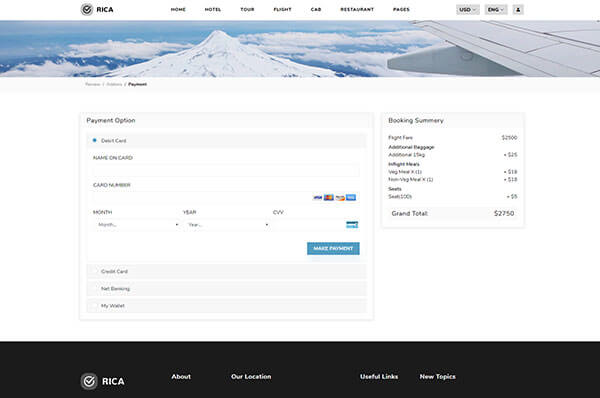 RICA HOME HOTEL TOUR FLIGHT CAB RESTAURANT PAGES USD ENG
Review / Addons / Payment
Payment Option
Debit Card
NAME ON CARD
CARD NUMBER
MONTH YEAR CVV
Month... Year...
MAKE PAYMENT
Credit Card
Net Banking
My Wallet
Booking Summery
Flight Fare $2500
Additional Baggage
Additional 15kg + $25
Inflight Meals
Veg Meal X (1) + $18
Non-Veg Meal X (1) + $18
Seats
Seat(10D) + $5
Grand Total: $2750
RICA About Our Location Useful Links New Topics